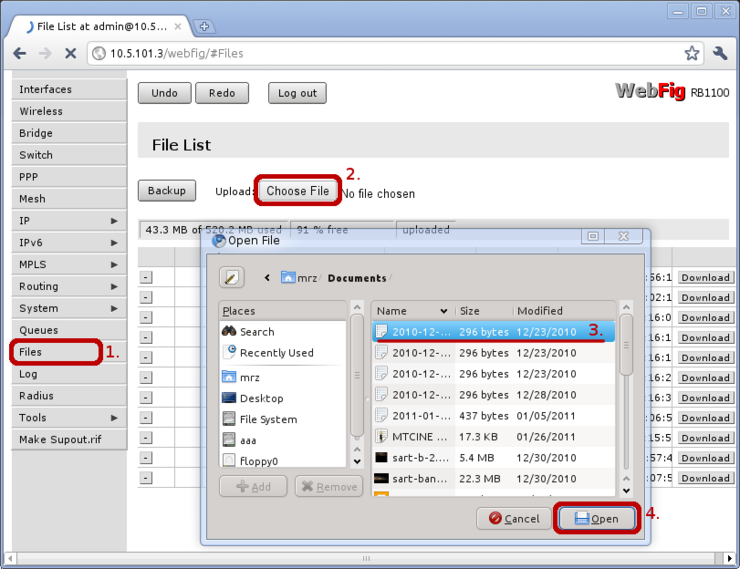 File List at admin@10.5...
10.5.101.3/webfig/#Files
Interfaces
Wireless
Bridge
Switch
PPP
Mesh
IP
IPv6
MPLS
Routing
System
Queues
Files
1.
Log
Radius
Tools
Make Supout.rif
Undo
Redo
Log out
WebFig RB1100
File List
2.
Backup
Upload:
Choose File
No file chosen
43.3 MB of 520.2 MB used
91 % free
uploaded
Open File
mrz
Documents
Places
Search
Recently Used
mrz
Desktop
File System
aaa
floppy0
Add
Remove
Name Size Modified
2010-12-... 296 bytes 12/23/2010
3.
2010-12-... 296 bytes 12/23/2010
2010-12-... 296 bytes 12/23/2010
2010-12-... 296 bytes 12/28/2010
2011-01-... 437 bytes 01/05/2011
MTCINE ... 17.3 KB 01/26/2011
sart-b-2.... 5.4 MB 12/30/2010
sart-ban... 22.3 MB 12/30/2010
Cancel
Open
4.
- :56:1 Download
- :02:1 Download
- :16:0 Download
- Download
- :16:2 Download
- :16:3 Download
- :06:5 Download
- :15:5 Download
- :57:4 Download
- :07:5 Download